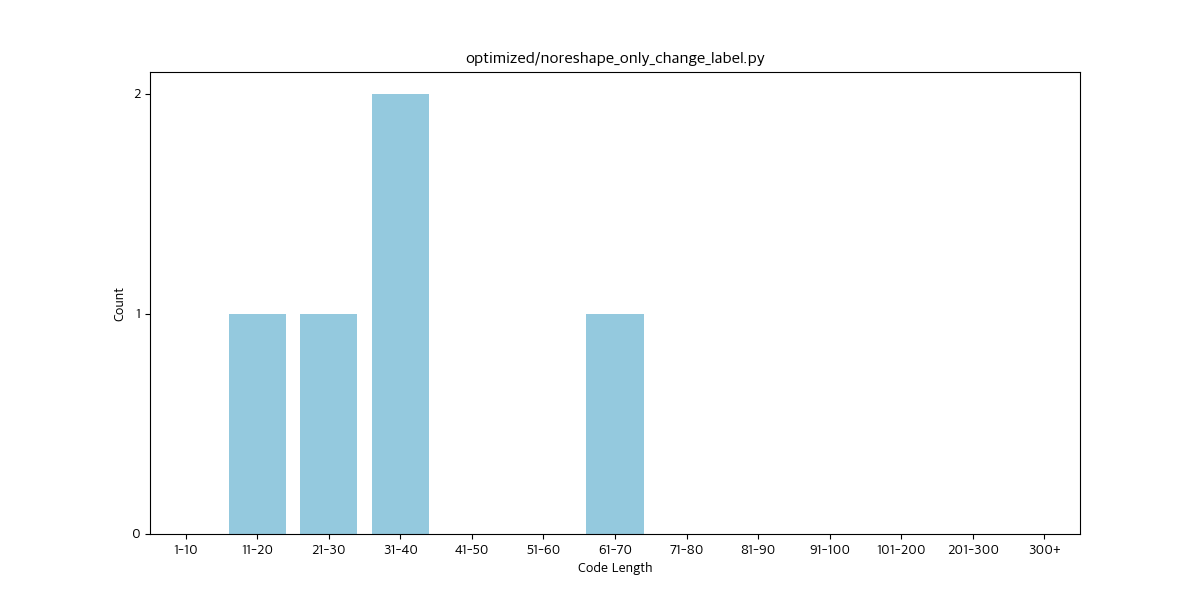 optimized/noreshape_only_change_label.py
Count
2
1
0
1-10 11-20 21-30 31-40 41-50 51-60 61-70 71-80 81-90 91-100 101-200 201-300 300+
Code Length